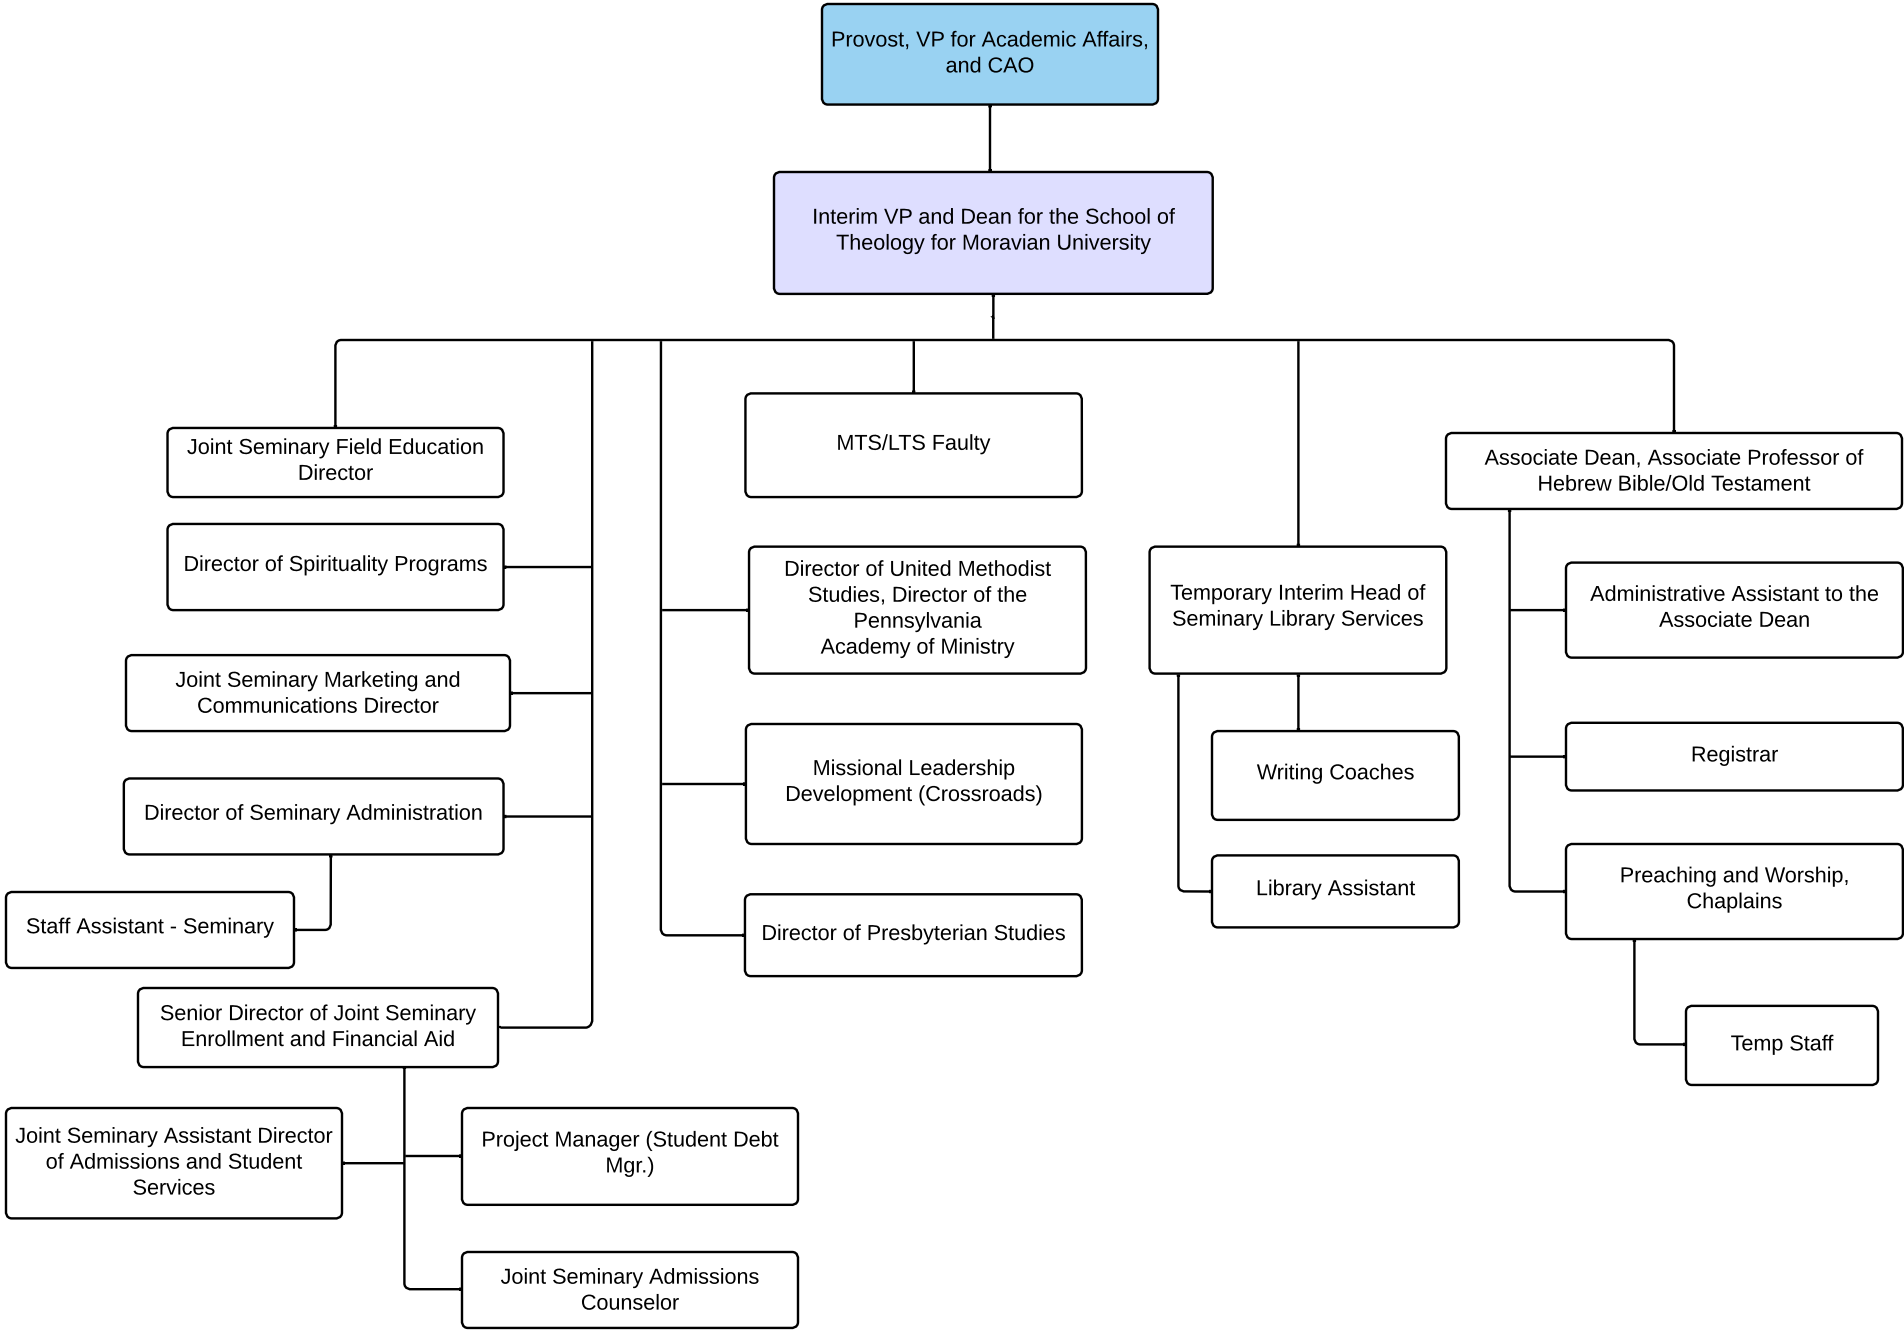 Provost, VP for Academic Affairs,
and CAO
Interim VP and Dean for the School of
Theology for Moravian University
Joint Seminary Field Education
Director
Director of Spirituality Programs
Joint Seminary Marketing and
Communications Director
Director of Seminary Administration
Staff Assistant - Seminary
Senior Director of Joint Seminary
Enrollment and Financial Aid
Joint Seminary Assistant Director
of Admissions and Student
Services
Project Manager (Student Debt
Mgr.)
Joint Seminary Admissions
Counselor
MTS/LTS Faulty
Director of United Methodist
Studies, Director of the
Pennsylvania
Academy of Ministry
Missional Leadership
Development (Crossroads)
Director of Presbyterian Studies
Temporary Interim Head of
Seminary Library Services
Writing Coaches
Library Assistant
Associate Dean, Associate Professor of
Hebrew Bible/Old Testament
Administrative Assistant to the
Associate Dean
Registrar
Preaching and Worship,
Chaplains
Temp Staff